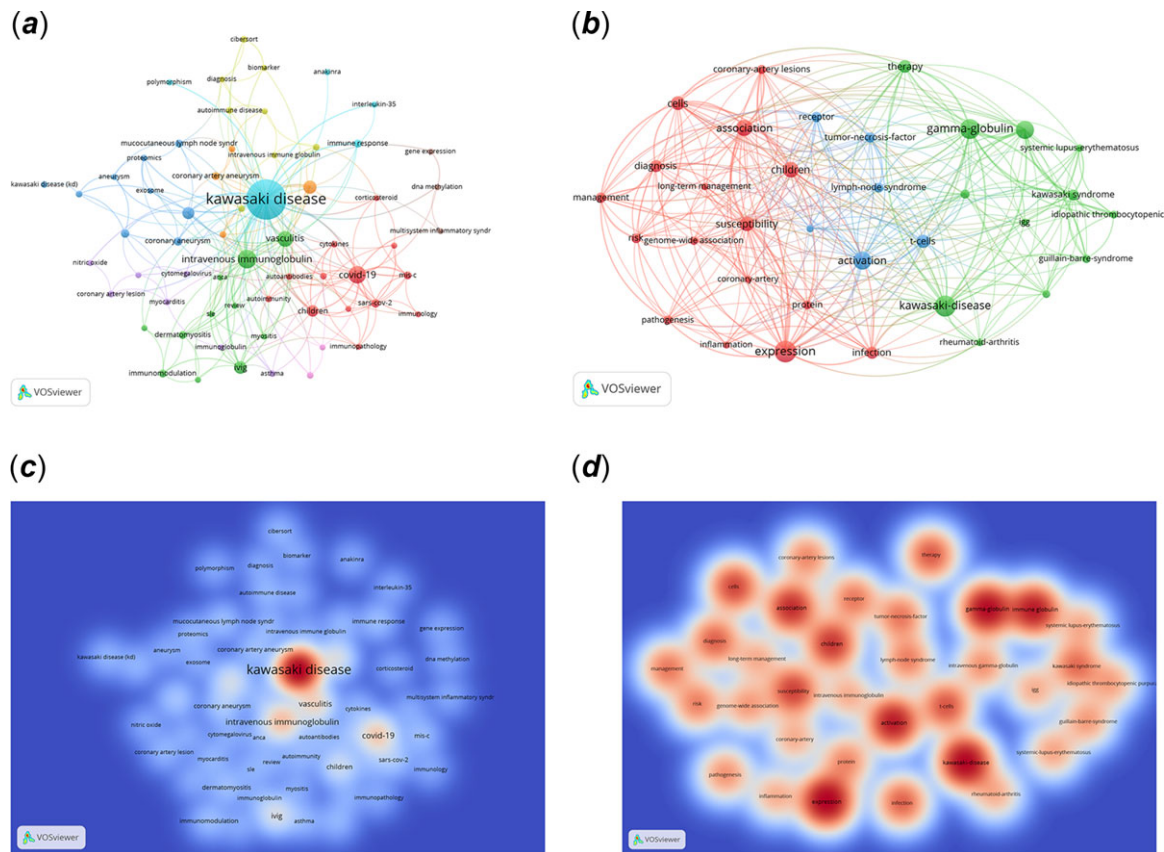 (a)
cibersort
biomarker
anakinra
diagnosis
polymorphism
interleukin-35
autoimmune disease
mucocutaneous lymph node syndr
immune response
gene expression
proteomics
intravenous immune globulin
coronary artery aneurysm
kawasaki disease (kd)
aneurysm
dna methylation
exosome
kawasaki disease
corticosteroid
multisystem inflammatory syndr
coronary aneurysm
vasculitis
cytokines
intravenous immunoglobulin
nitric oxide
cytomegalovirus
anca
autoantibodies
covid-19
mis-c
coronary artery lesion
myocarditis
autoimmunity
sars-cov-2
review
sle
children
immunology
dermatomyositis
myositis
immunoglobulin
immunopathology
immunomodulation
ivig
asthma
VOSviewer
(b)
coronary-artery lesions
therapy
cells
association
receptor
gamma-globulin
tumor-necrosis-factor
systemic lupus-erythematosus
diagnosis
children
long-term management
lymph-node syndrome
management
kawasaki syndrome
idiopathic thrombocytopenic
susceptibility
igg
risk
genome-wide association
t-cells
guillain-barre-syndrome
activation
coronary-artery
protein
kawasaki-disease
pathogenesis
inflammation
expression
infection
rheumatoid-arthritis
VOSviewer
(c)
cibersort
biomarker
anakinra
polymorphism
diagnosis
interleukin-35
autoimmune disease
mucocutaneous lymph node syndr
immune response
gene expression
proteomics
intravenous immune globulin
coronary artery aneurysm
kawasaki disease (kd)
aneurysm
dna methylation
exosome
kawasaki disease
corticosteroid
multisystem inflammatory syndr
coronary aneurysm
vasculitis
cytokines
intravenous immunoglobulin
nitric oxide
cytomegalovirus
anca
autoantibodies
covid-19
mis-c
coronary artery lesion
myocarditis
autoimmunity
sars-cov-2
review
sle
children
immunology
dermatomyositis
myositis
immunoglobulin
immunopathology
immunomodulation
ivig
asthma
VOSviewer
(d)
coronary-artery lesions
therapy
cells
association
receptor
gamma-globulin
immune globulin
tumor-necrosis-factor
systemic lupus-erythematosus
diagnosis
children
long-term management
lymph-node syndrome
management
intravenous gamma-globulin
kawasaki syndrome
idiopathic thrombocytopenic purpura
susceptibility
intravenous immunoglobulin
igg
risk
genome-wide association
t-cells
guillain-barre-syndrome
activation
coronary-artery
systemic-lupus-erythematosus
protein
kawasaki-disease
pathogenesis
inflammation
expression
infection
rheumatoid-arthritis
VOSviewer